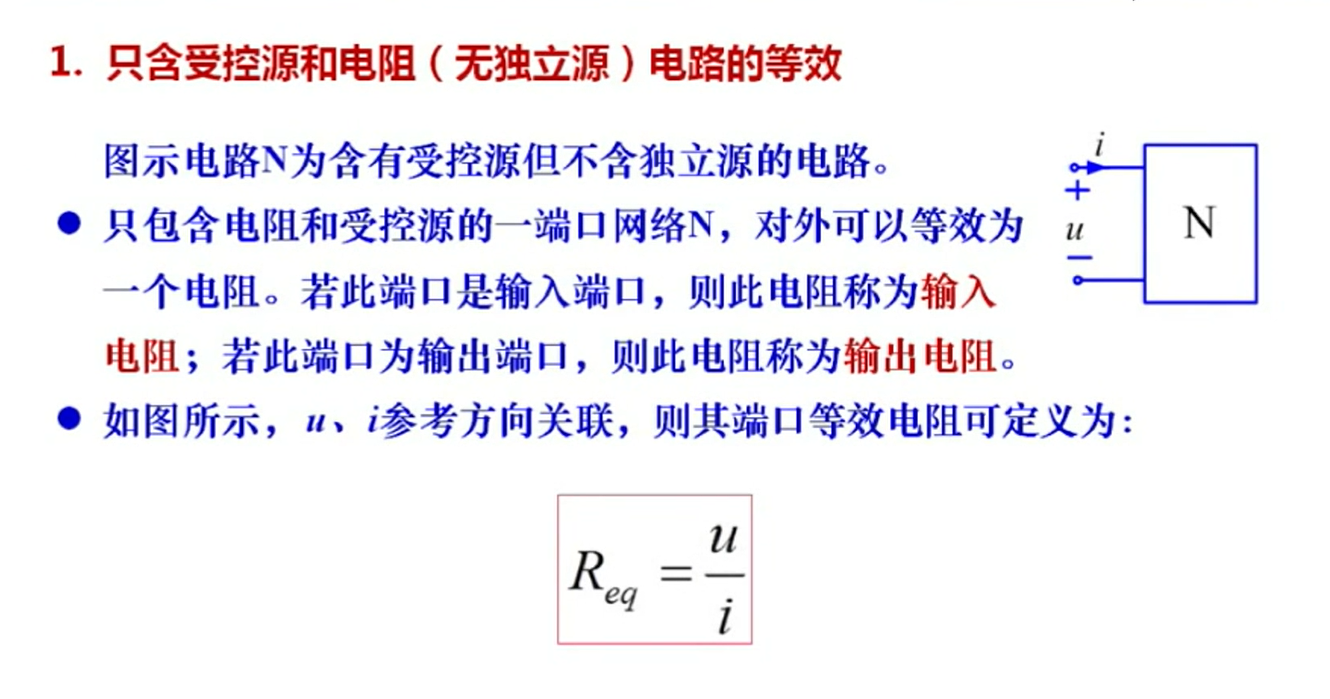 1. 只含受控源和电阻（无独立源）电路的等效
图示电路N为含有受控源但不含独立源的电路。
● 只包含电阻和受控源的一端口网络N，对外可以等效为
一个电阻。若此端口是输入端口，则此电阻称为输入
电阻；若此端口为输出端口，则此电阻称为输出电阻。
● 如图所示，u、i参考方向关联，则其端口等效电阻可定义为：
i
+
u
−
N
R_eq = u/i